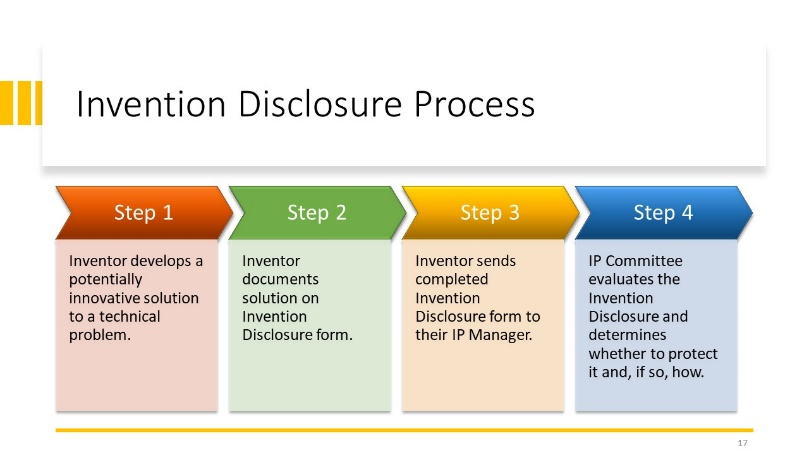 Invention Disclosure Process
Step 1
Inventor develops a
potentially
innovative solution
to a technical
problem.
Step 2
Inventor
documents
solution on
Invention
Disclosure form.
Step 3
Inventor sends
completed
Invention
Disclosure form to
their IP Manager.
Step 4
IP Committee
evaluates the
Invention
Disclosure and
determines
whether to protect
it and, if so, how.
17